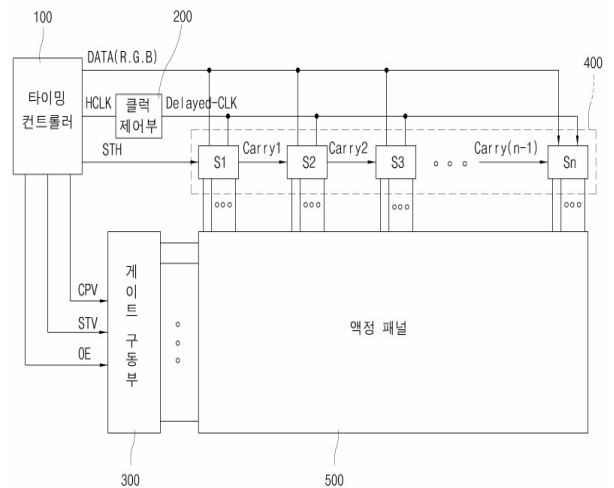 100
200
DATA(R.G.B)
400
타이밍
컨트롤러
HCLK
클럭
제어부
Delayed-CLK
STH
S1
Carry1
S2
Carry2
S3
Carry(n-1)
Sn
CPV
STV
OE
게이트 구동부
액정 패널
300
500